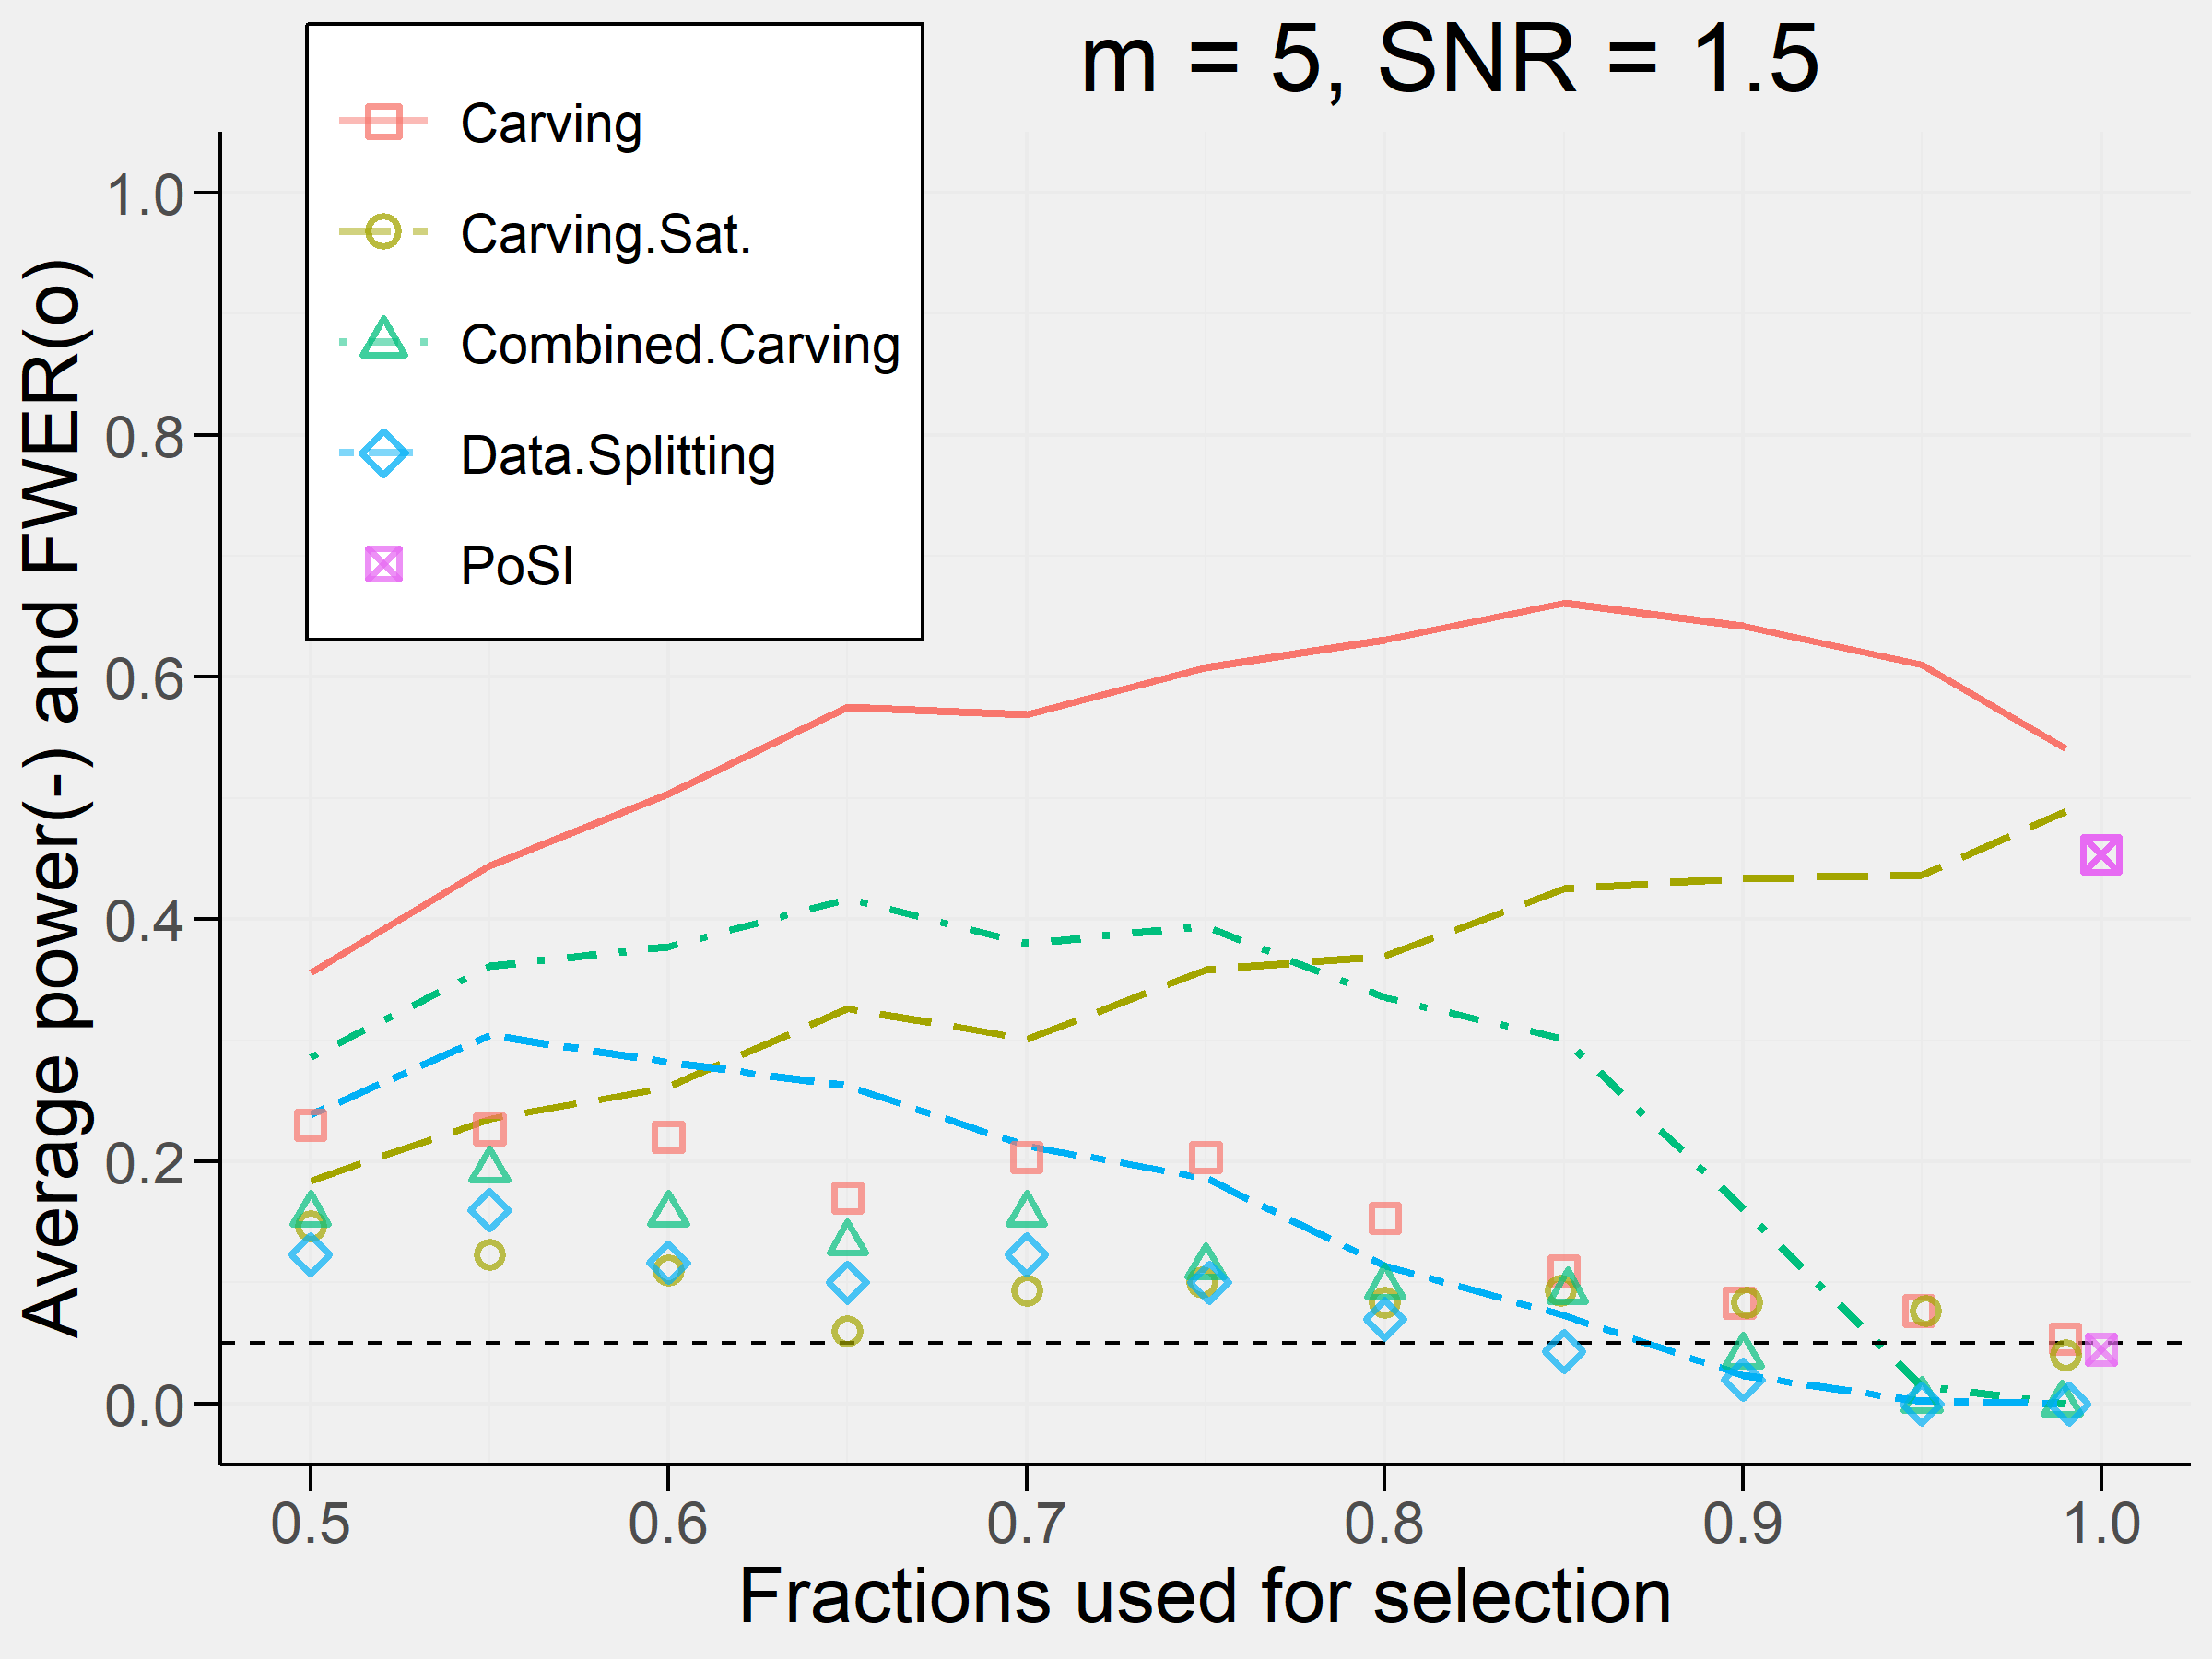 m = 5, SNR = 1.5
Carving
Carving.Sat.
Combined.Carving
Data.Splitting
PoSI
Average power(-) and FWER(o)
1.0
0.8
0.6
0.4
0.2
0.0
0.5 0.6 0.7 0.8 0.9 1.0
Fractions used for selection